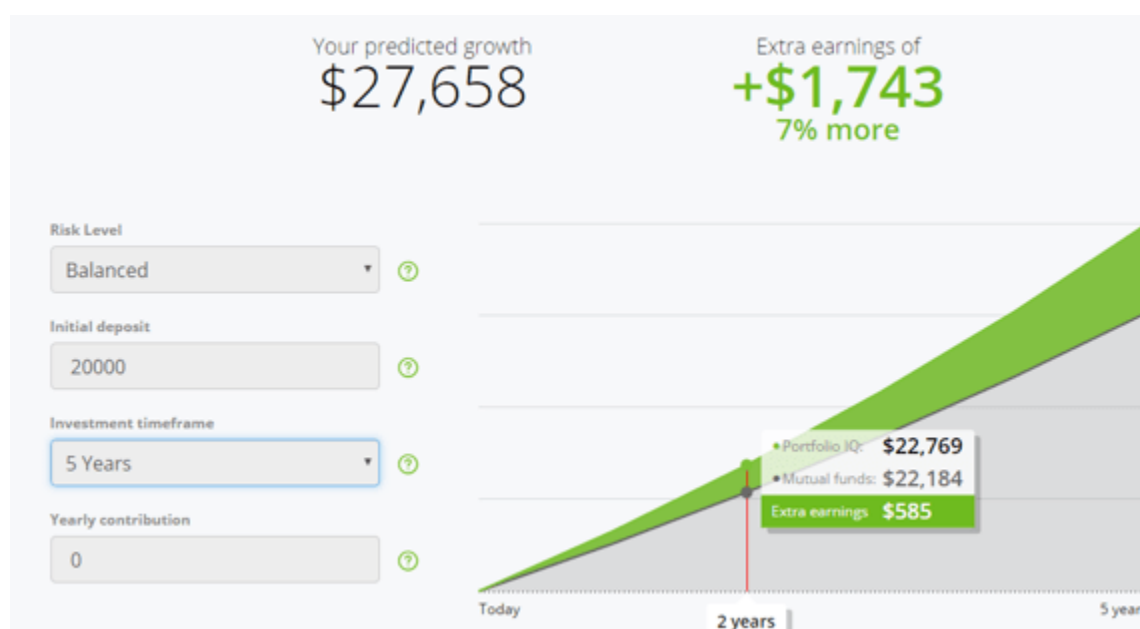 Your predicted growth
$27,658
Extra earnings of
+$1,743
7% more
Risk Level
Balanced
Initial deposit
20000
Investment timeframe
5 Years
Yearly contribution
0
Portfolio IQ: $22,769
Mutual funds: $22,184
Extra earnings $585
Today
2 years
5 year